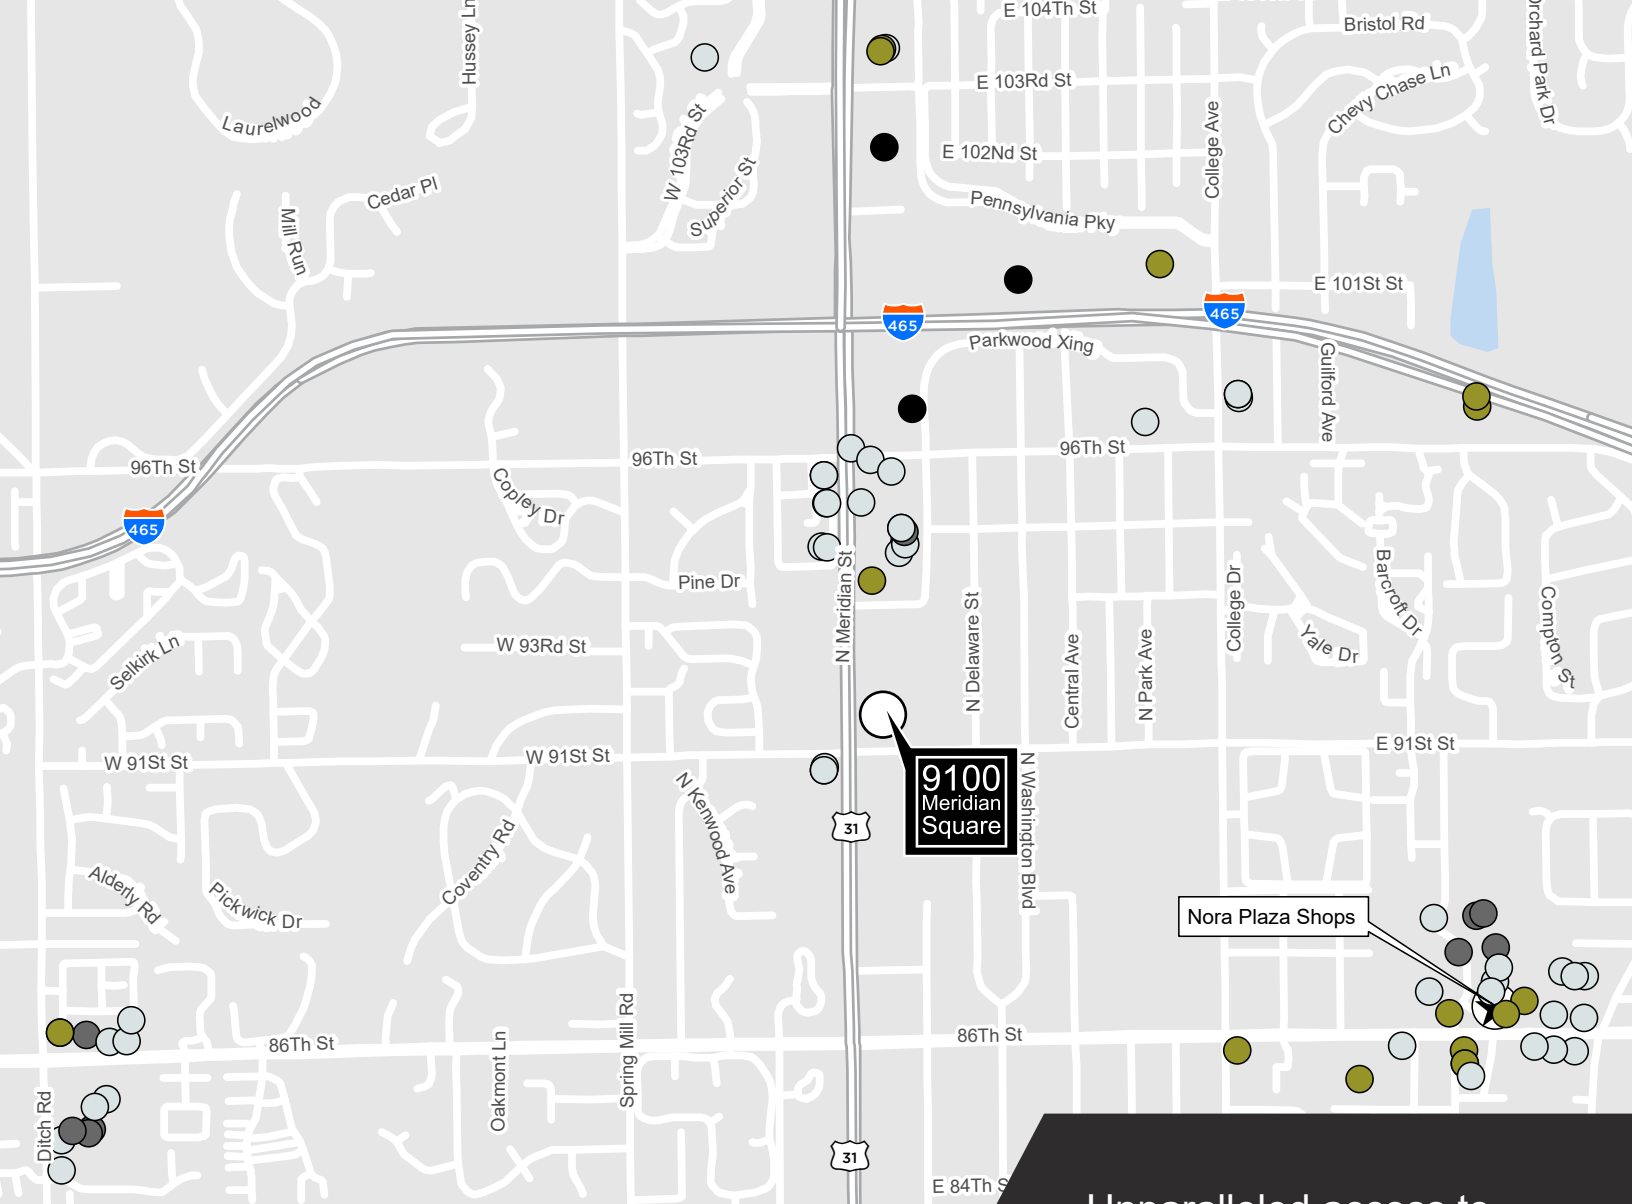 E 104Th St
Bristol Rd
Hussey Ln
Orchard Park Dr
E 103Rd St
Chevy Chase Ln
Laurelwood
W 103Rd St
College Ave
E 102Nd St
Superior St
Cedar Pl
Pennsylvania Pky
Mill Run
E 101St St
465
465
Parkwood Xing
Guilford Ave
96Th St
96Th St
96Th St
Copley Dr
465
Pine Dr
N Meridian St
N Delaware St
College Dr
Barcroft Dr
Compton St
W 93Rd St
Selkirk Ln
Central Ave
N Park Ave
Yale Dr
W 91St St
W 91St St
E 91St St
N Kenwood Ave
9100
Meridian
Square
N Washington Blvd
31
Coventry Rd
Alderly Rd
Pickwick Dr
Nora Plaza Shops
86Th St
86Th St
Spring Mill Rd
Oakmont Ln
Ditch Rd
31
E 84Th S
Unparalleled access to